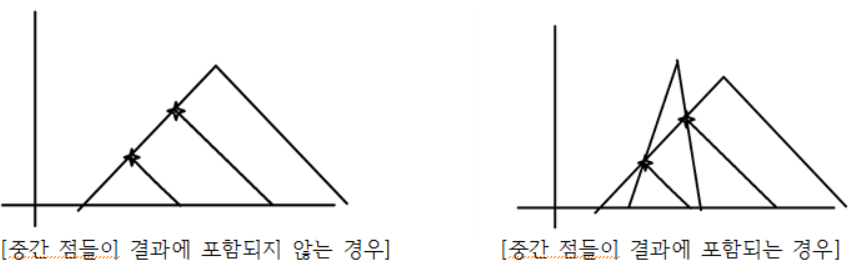 [중간 점들이 결과에 포함되지 않는 경우]
[중간 점들이 결과에 포함되는 경우]